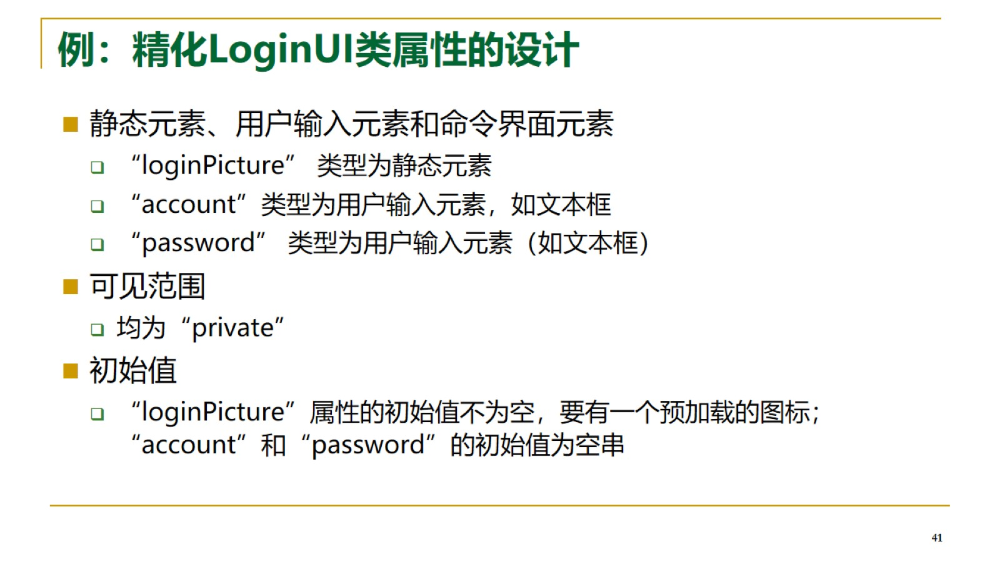 例：精化LoginUI类属性的设计
静态元素、用户输入元素和命令界面元素
“loginPicture” 类型为静态元素
“account”类型为用户输入元素，如文本框
“password” 类型为用户输入元素（如文本框）
可见范围
均为“private”
初始值
“loginPicture”属性的初始值不为空，要有一个预加载的图标；
“account”和“password”的初始值为空串
41